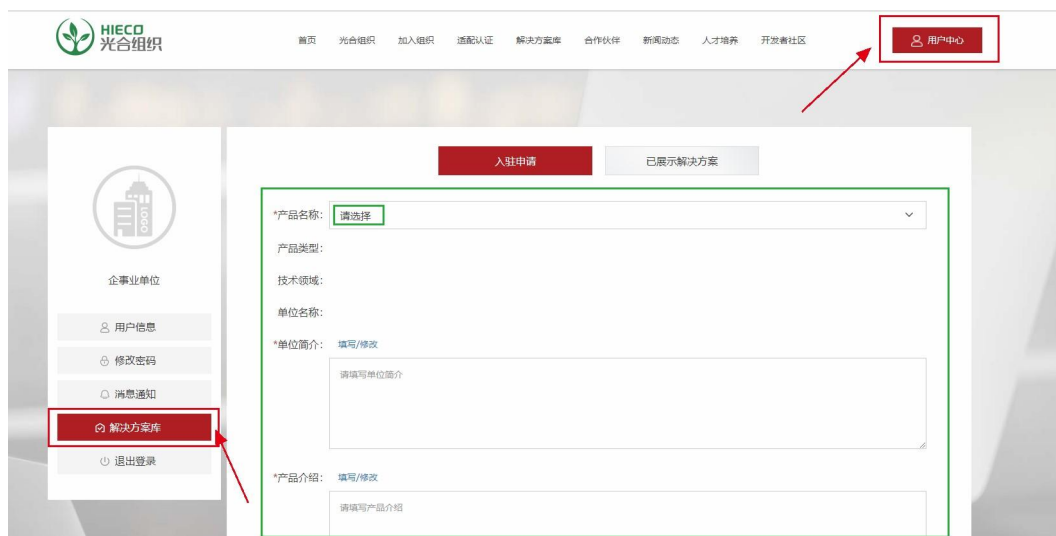 HIECO
光合组织
首页 光合组织 加入组织 适配认证 解决方案库 合作伙伴 新闻动态 人才培养 开发者社区
用户中心
入驻申请 已展示解决方案
LOGO
企事业单位
用户信息
修改密码
消息通知
解决方案库
退出登录
*产品名称: 请选择
产品类型:
技术领域:
单位名称:
*单位简介: 填写/修改
请填写单位简介
*产品介绍: 填写/修改
请填写产品介绍